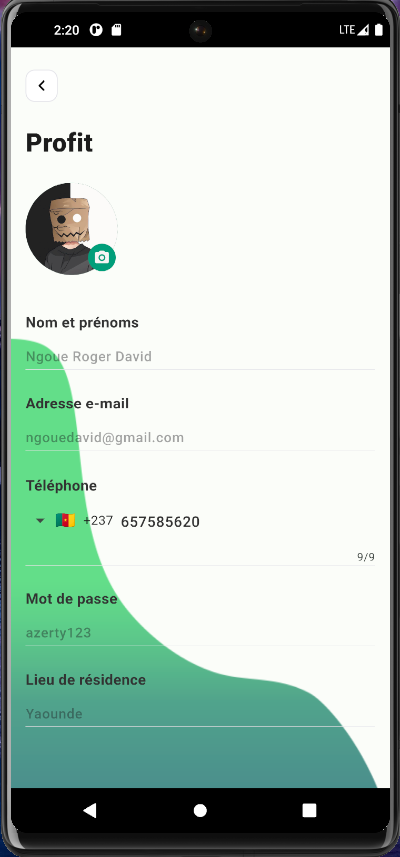 2:20
LTE
Profit
Nom et prénoms
Ngoue Roger David
Adresse e-mail
ngouedavid@gmail.com
Téléphone
+237 657585620
9/9
Mot de passe
azerty123
Lieu de résidence
Yaounde